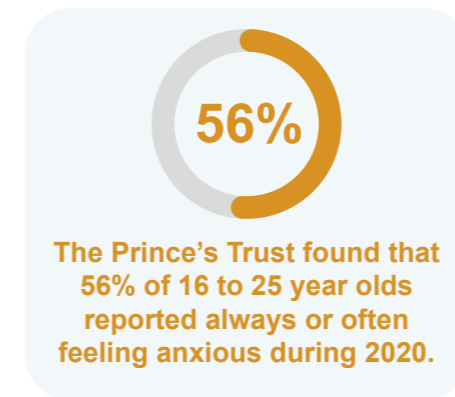 56%
The Prince’s Trust found that
56% of 16 to 25 year olds
reported always or often
feeling anxious during 2020.